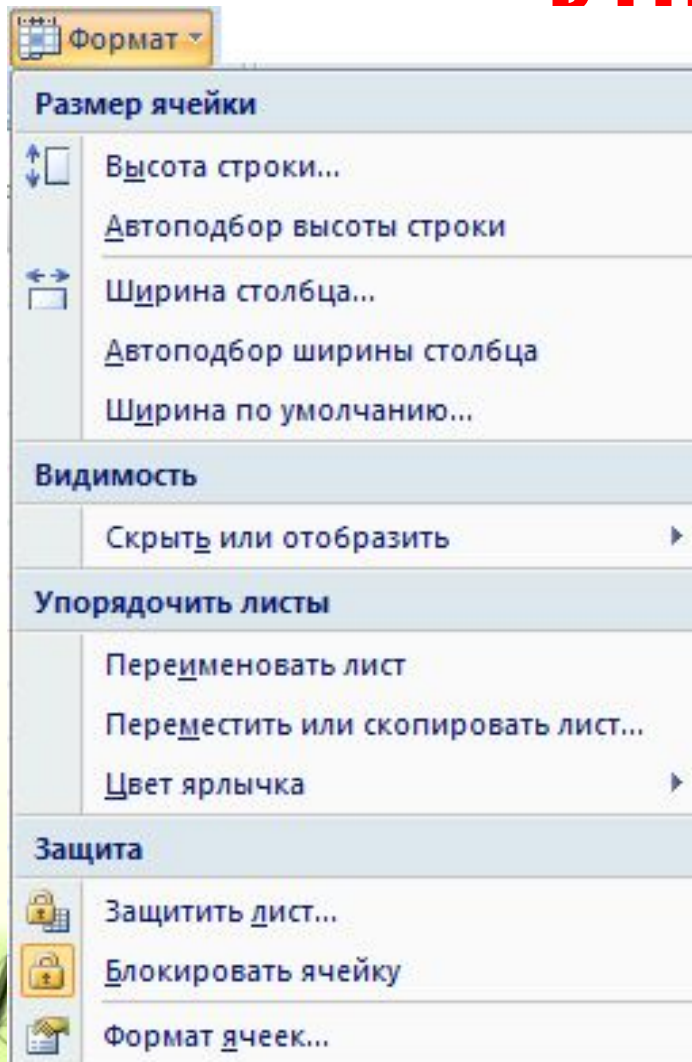 Формат
Размер ячейки
Высота строки...
Автоподбор высоты строки
Ширина столбца...
Автоподбор ширины столбца
Ширина по умолчанию...
Видимость
Скрыть или отобразить
Упорядочить листы
Переименовать лист
Переместить или скопировать лист...
Цвет ярлычка
Защита
Защитить лист...
Блокировать ячейку
Формат ячеек...